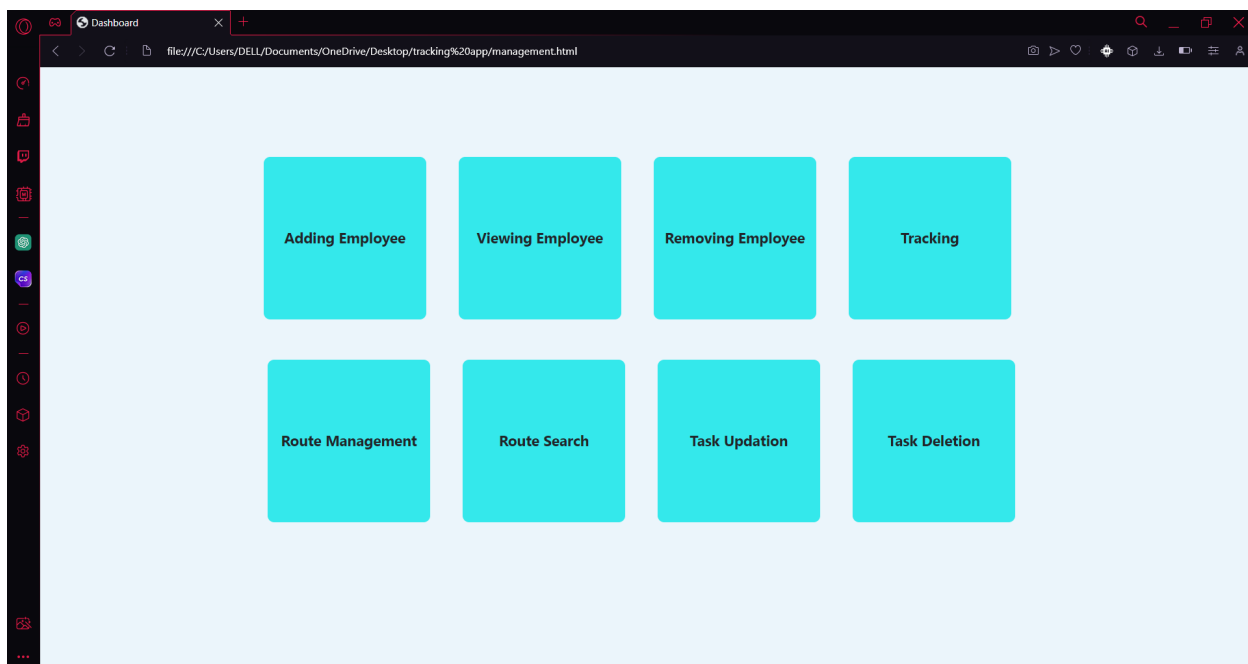 Dashboard
file:///C:/Users/DELL/Documents/OneDrive/Desktop/tracking%20app/management.html
Adding Employee
Viewing Employee
Removing Employee
Tracking
Route Management
Route Search
Task Updation
Task Deletion